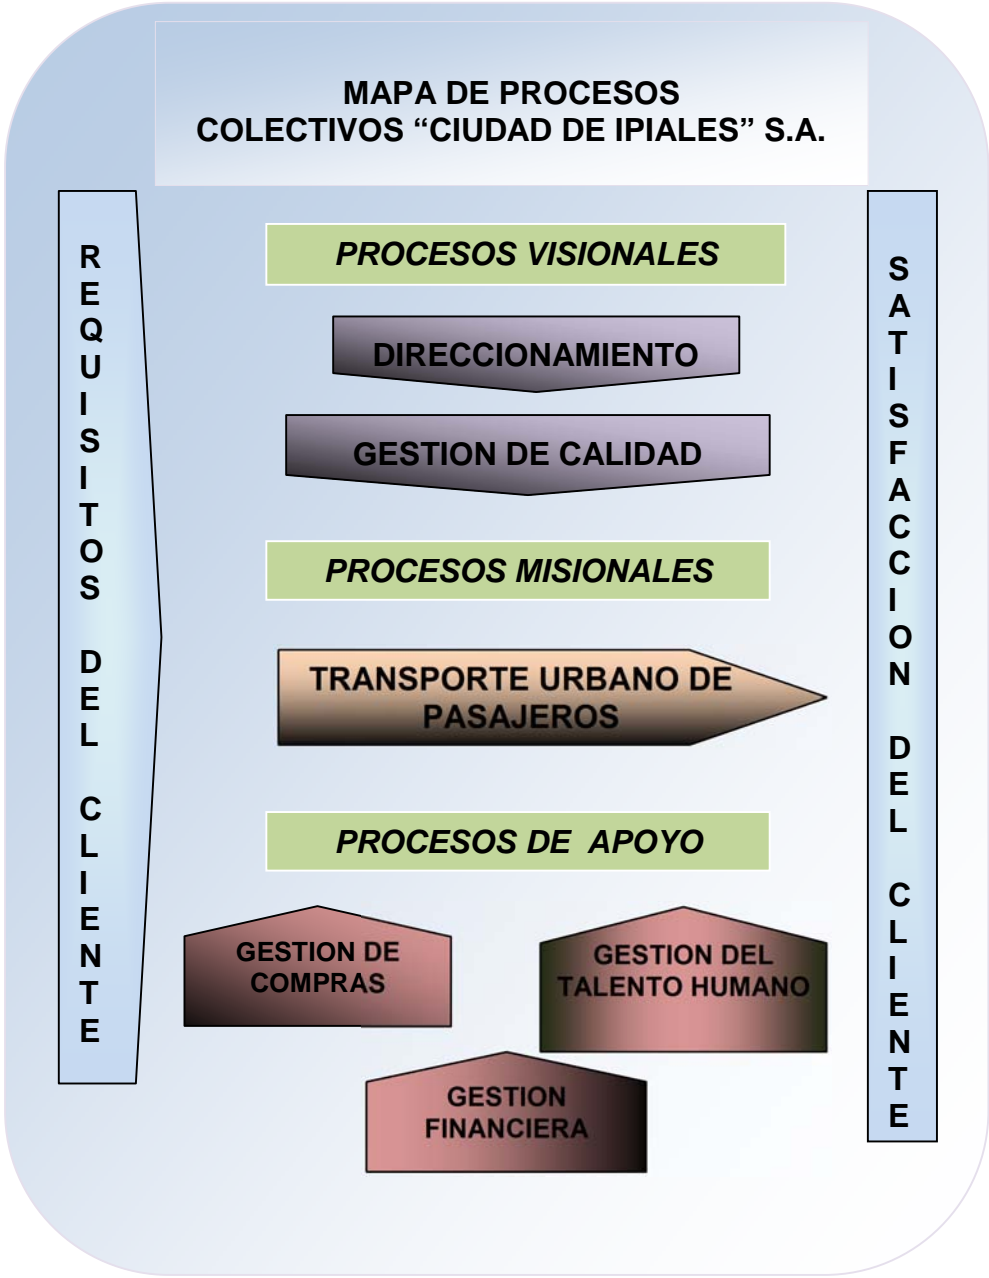 MAPA DE PROCESOS
COLECTIVOS “CIUDAD DE IPIALES” S.A.
REQUISITOS DEL CLIENTE
PROCESOS VISIONALES
DIRECCIONAMIENTO
GESTION DE CALIDAD
PROCESOS MISIONALES
TRANSPORTE URBANO DE
PASAJEROS
PROCESOS DE APOYO
GESTION DE
COMPRAS
GESTION DEL
TALENTO HUMANO
GESTION
FINANCIERA
SATISFACCION DEL CLIENTE